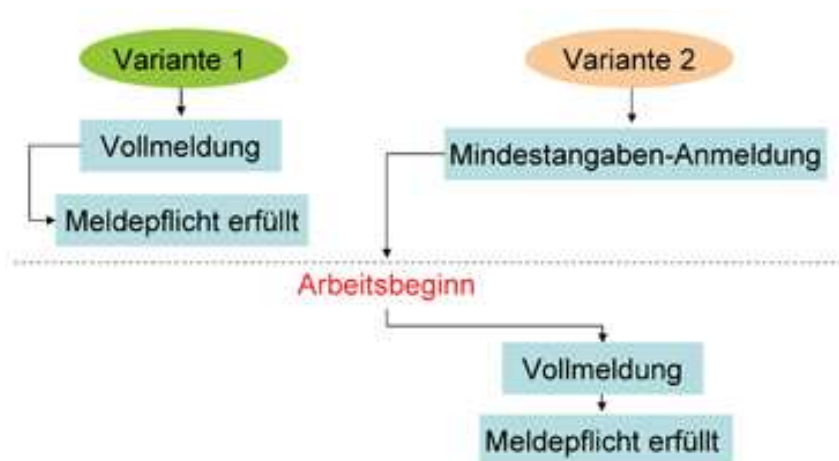 Variante 1
Variante 2
Vollmeldung
Mindestangaben-Anmeldung
Meldepflicht erfüllt
Arbeitsbeginn
Vollmeldung
Meldepflicht erfüllt